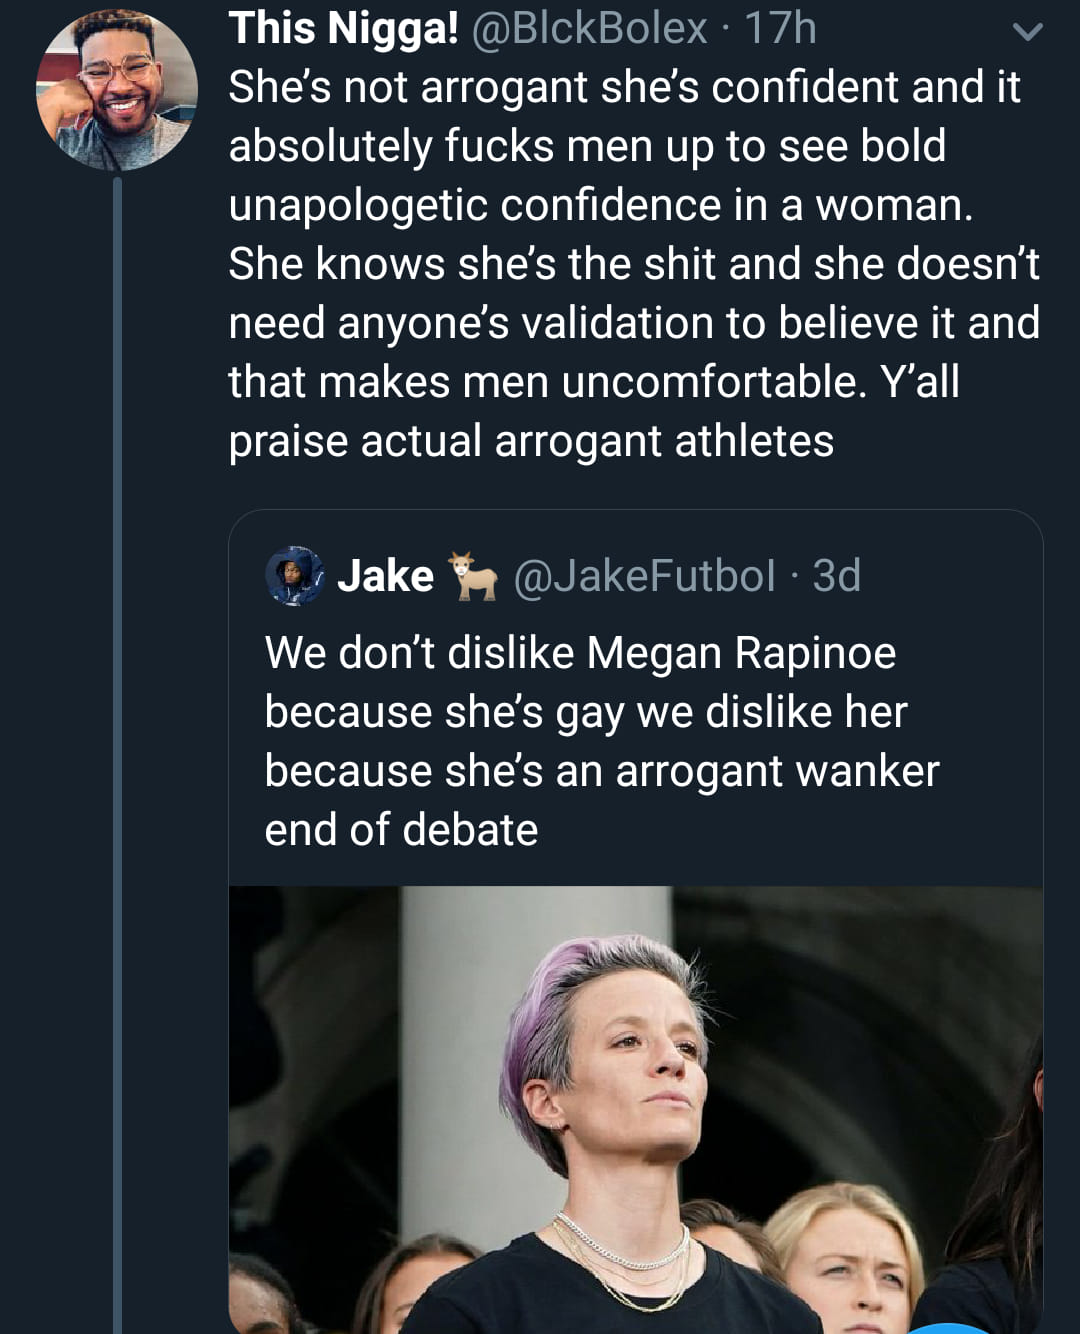 This Nigga! @BlckBolex · 17h
She's not arrogant she's confident and it
absolutely fucks men up to see bold
unapologetic confidence in a woman.
She knows she's the shit and she doesn't
need anyone's validation to believe it and
that makes men uncomfortable. Y'all
praise actual arrogant athletes
Jake 🐐 @JakeFutbol · 3d
We don't dislike Megan Rapinoe
because she's gay we dislike her
because she's an arrogant wanker
end of debate